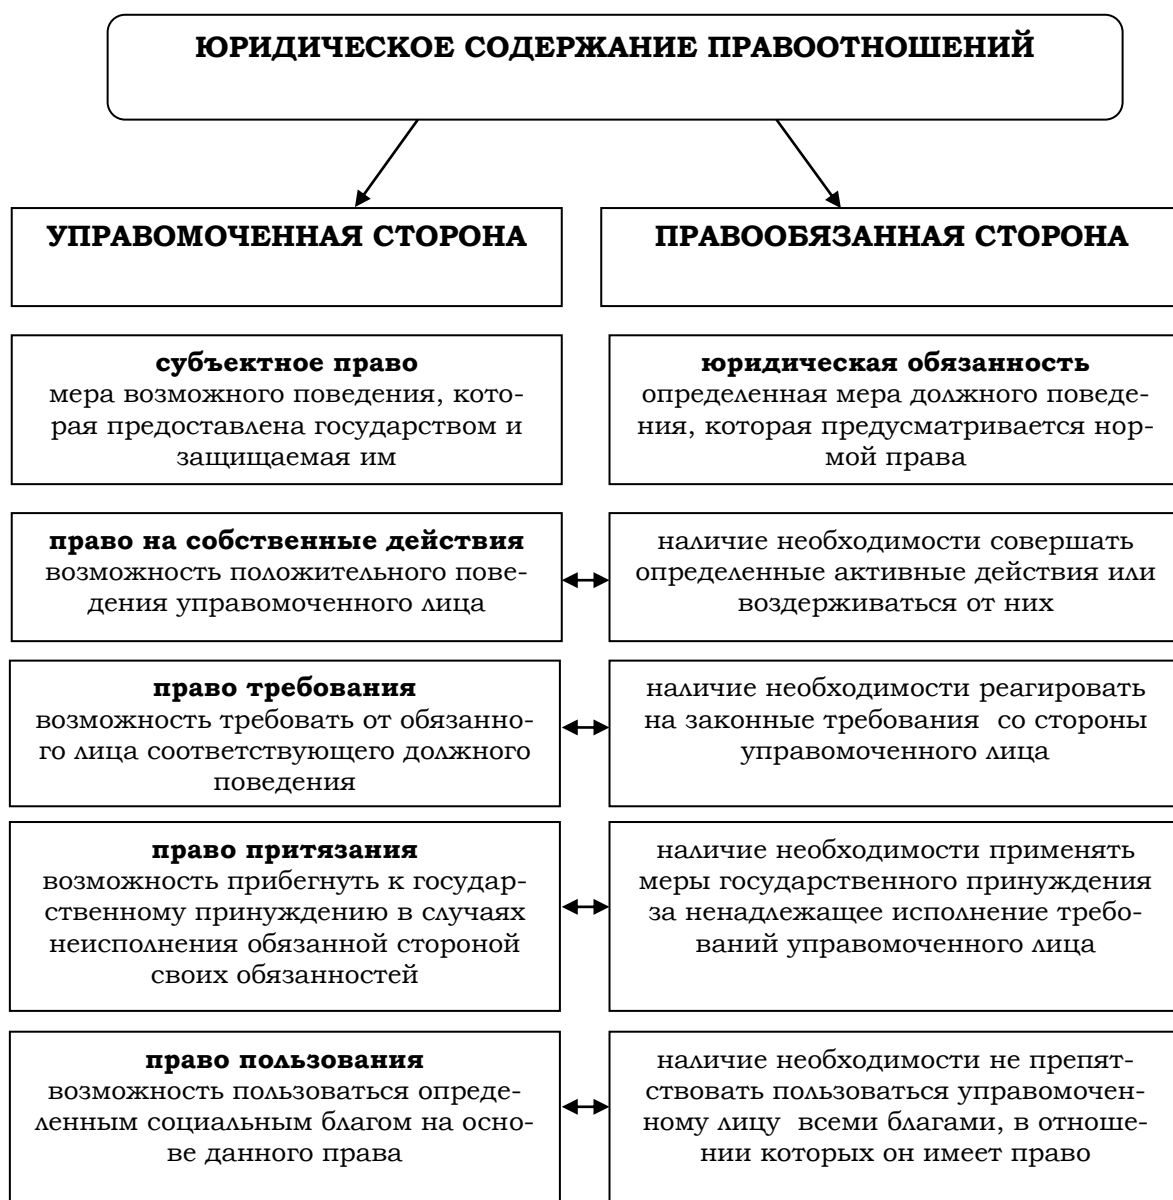 ЮРИДИЧЕСКОЕ СОДЕРЖАНИЕ ПРАВООТНОШЕНИЙ
УПРАВОМОЧЕННАЯ СТОРОНА
ПРАВООБЯЗАННАЯ СТОРОНА
субъектное право
мера возможного поведения, кото-
рая предоставлена государством и
защищаемая им
юридическая обязанность
определенная мера должного поведе-
ния, которая предусматривается нор-
мой права
право на собственные действия
возможность положительного пове-
дения управомоченного лица
наличие необходимости совершать
определенные активные действия или
воздерживаться от них
право требования
возможность требовать от обязанно-
го лица соответствующего должного
поведения
наличие необходимости реагировать
на законные требования  со стороны
управомоченного лица
право притязания
возможность прибегнуть к государ-
ственному принуждению в случаях
неисполнения обязанной стороной
своих обязанностей
наличие необходимости применять
меры государственного принуждения
за ненадлежащее исполнение требо-
ваний управомоченного лица
право пользования
возможность пользоваться опреде-
ленным социальным благом на осно-
ве данного права
наличие необходимости не препят-
ствовать пользоваться управомочен-
ному лицу  всеми благами, в отноше-
нии которых он имеет право